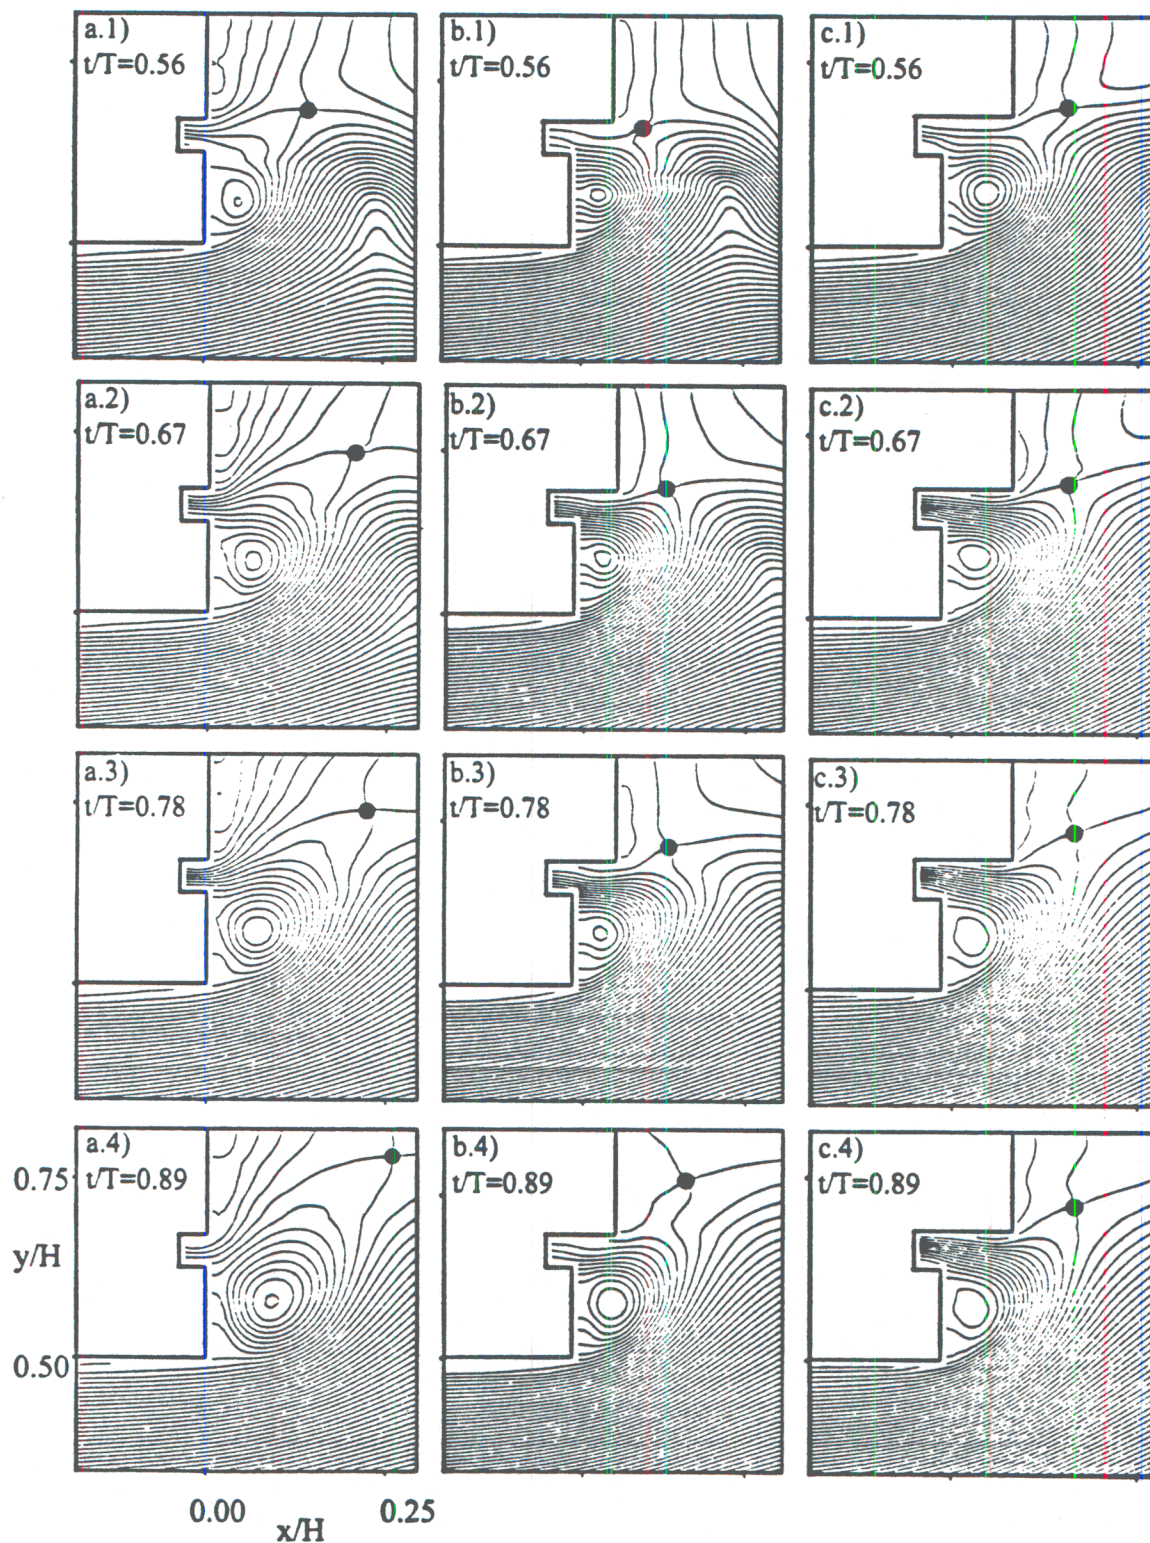 a.1)
t/T=0.56
b.1)
t/T=0.56
c.1)
t/T=0.56
a.2)
t/T=0.67
b.2)
t/T=0.67
c.2)
t/T=0.67
a.3)
t/T=0.78
b.3)
t/T=0.78
c.3)
t/T=0.78
a.4)
t/T=0.89
b.4)
t/T=0.89
c.4)
t/T=0.89
0.75
y/H
0.50
0.00
0.25
x/H